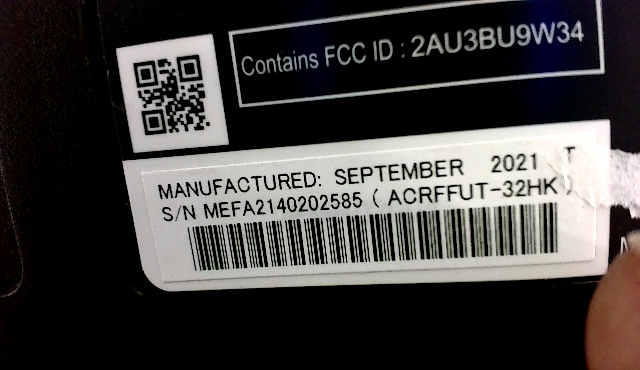 Contains FCC ID : 2AU3BU9W34
MANUFACTURED: SEPTEMBER 2021 T
S/N MEFA2140202585 ( ACRFFUT-32HK )